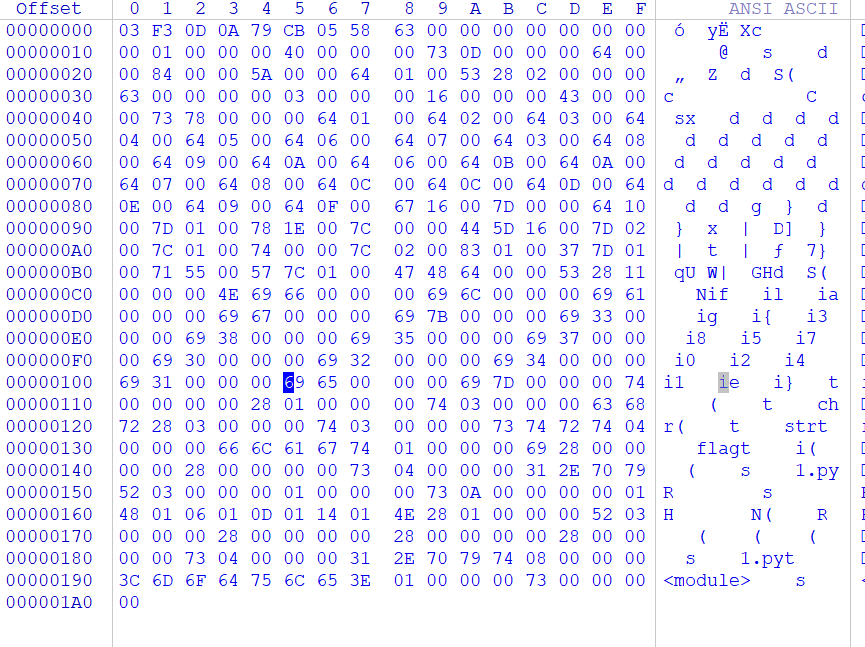 Offset 0 1 2 3 4 5 6 7 8 9 A B C D E F ANSI ASCII
00000000 03 F3 0D 0A 79 CB 05 58 63 00 00 00 00 00 00 00 ó yË Xc
00000010 00 01 00 00 00 40 00 00 00 73 0D 00 00 00 64 00 @ s d
00000020 00 84 00 00 5A 00 00 64 01 00 53 28 02 00 00 00 „ Z d S(
00000030 63 00 00 00 00 03 00 00 00 16 00 00 00 43 00 00 c C
00000040 00 73 78 00 00 00 64 01 00 64 02 00 64 03 00 64 sx d d d d
00000050 04 00 64 05 00 64 06 00 64 07 00 64 03 00 64 08 d d d d d
00000060 00 64 09 00 64 0A 00 64 06 00 64 0B 00 64 0A 00 d d d d d
00000070 64 07 00 64 08 00 64 0C 00 64 0C 00 64 0D 00 64 d d d d d d
00000080 0E 00 64 09 00 64 0F 00 67 16 00 7D 00 00 64 10 d d g } d
00000090 00 7D 01 00 78 1E 00 7C 00 00 44 5D 16 00 7D 02 } x | D] }
000000A0 00 7C 01 00 74 00 00 7C 02 00 83 01 00 37 7D 01 | t | ƒ 7}
000000B0 00 71 55 00 57 7C 01 00 47 48 64 00 00 53 28 11 qU W| GHd S(
000000C0 00 00 00 4E 69 66 00 00 00 69 6C 00 00 00 69 61 Nif il ia
000000D0 00 00 00 69 67 00 00 00 69 7B 00 00 00 69 33 00 ig i{ i3
000000E0 00 00 69 38 00 00 00 69 35 00 00 00 69 37 00 00 i8 i5 i7
000000F0 00 69 30 00 00 00 69 32 00 00 00 69 34 00 00 00 i0 i2 i4
00000100 69 31 00 00 00 69 65 00 00 00 69 7D 00 00 00 74 i1 ie i} t
00000110 00 00 00 00 28 01 00 00 00 74 03 00 00 00 63 68 ( t ch
00000120 72 28 03 00 00 00 74 03 00 00 00 73 74 72 74 04 r( t strt
00000130 00 00 00 66 6C 61 67 74 01 00 00 00 69 28 00 00 flagt i(
00000140 00 00 28 00 00 00 00 73 04 00 00 00 31 2E 70 79 ( s 1.py
00000150 52 03 00 00 00 01 00 00 00 73 0A 00 00 00 00 01 R s
00000160 48 01 06 01 0D 01 14 01 4E 28 01 00 00 00 52 03 H N( R
00000170 00 00 00 28 00 00 00 00 28 00 00 00 00 28 00 00 ( ( (
00000180 00 00 73 04 00 00 00 31 2E 70 79 74 08 00 00 00 s 1.pyt
00000190 3C 6D 6F 64 75 6C 65 3E 01 00 00 00 73 00 00 00 <module> s
000001A0 00